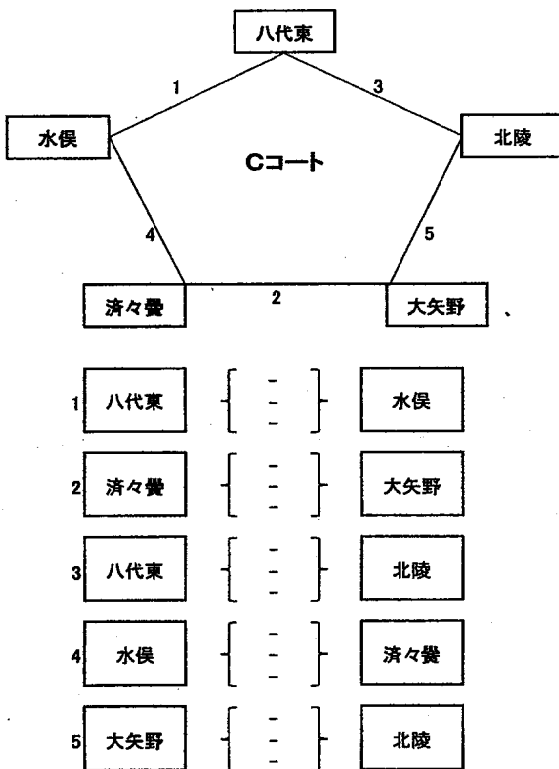 八代東
1
3
水俣
北陵
Cコート
4
5
済々黌
2
大矢野
1 八代東 { - - - } 水俣
2 済々黌 { - - - } 大矢野
3 八代東 { - - - } 北陵
4 水俣 { - - - } 済々黌
5 大矢野 { - - - } 北陵